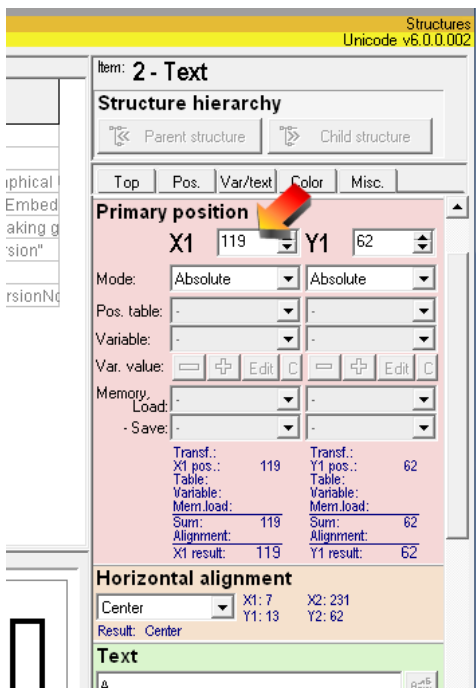 Structures
Unicode v6.0.0.002
Item: 2 - Text
Structure hierarchy
Parent structure Child structure
Top Pos. Var/text Color Misc.
Primary position
X1 119 Y1 62
Mode: Absolute Absolute
Pos. table: - -
Variable: - -
Var. value: Edit C Edit C
Memory,
Load: - -
- Save: - -
Transf.: Transf.:
X1 pos.: 119 Y1 pos.: 62
Table: Table:
Variable: Variable:
Mem.load: Mem.load:
Sum: 119 Sum: 62
Alignment: Alignment:
X1 result: 119 Y1 result: 62
Horizontal alignment
Center X1: 7 X2: 231
Y1: 13 Y2: 62
Result: Center
Text
A
phical
Embed
aking g
sion"
rsionNo